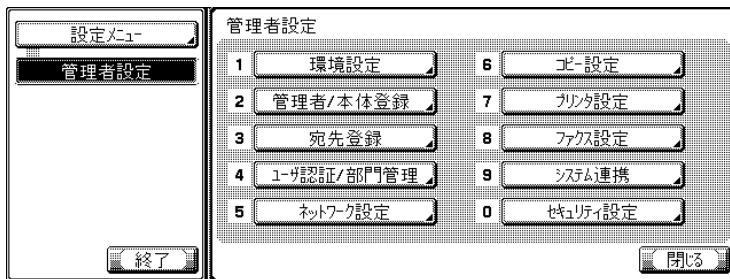 設定ﾒﾆｭｰ
管理者設定
終了
管理者設定
1 環境設定
2 管理者/本体登録
3 宛先登録
4 ﾕｰｻﾞ認証/部門管理
5 ﾈｯﾄﾜｰｸ設定
6 ｺﾋﾟｰ設定
7 ﾌﾟﾘﾝﾀ設定
8 ﾌｧｸｽ設定
9 ｼｽﾃﾑ連携
0 ｾｷｭﾘﾃｨ設定
閉じる